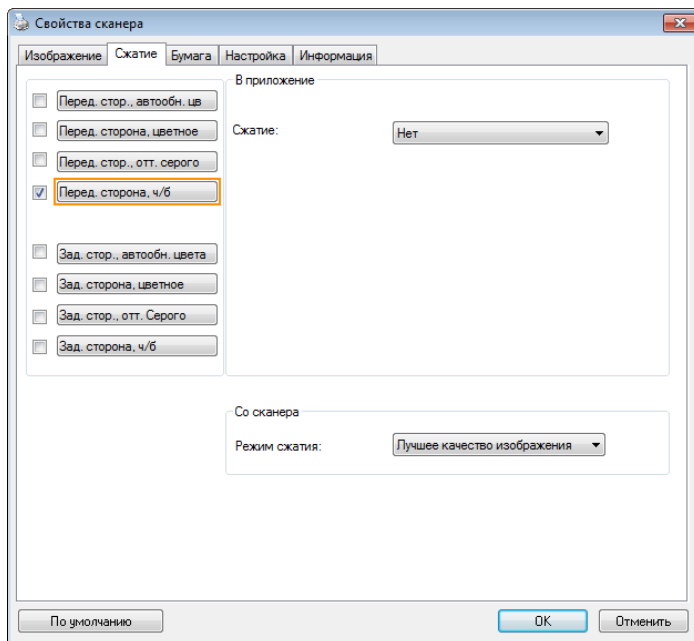 Свойства сканера
Изображение Сжатие Бумага Настройка Информация
Перед. стор., автообн. цв
Перед. сторона, цветное
Перед. стор., отт. серого
Перед. сторона, ч/б
Зад. стор., автообн. цвета
Зад. сторона, цветное
Зад. стор., отт. Серого
Зад. сторона, ч/б
В приложение
Сжатие: Нет
Со сканера
Режим сжатия: Лучшее качество изображения
По умолчанию OK Отменить